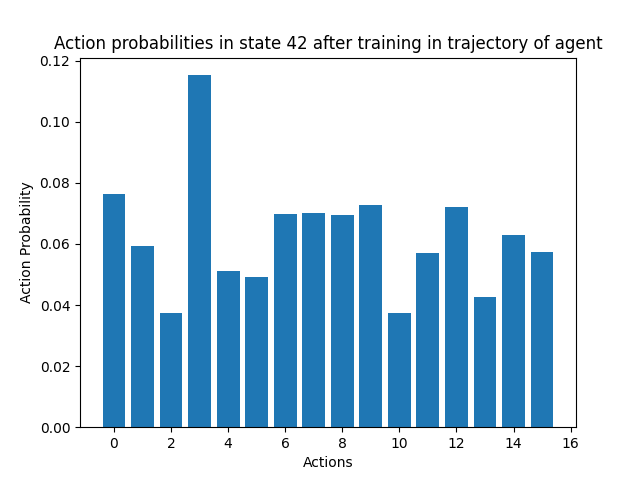 Action probabilities in state 42 after training in trajectory of agent
0.12
0.10
0.08
0.06
0.04
0.02
0.00
Action Probability
0 2 4 6 8 10 12 14 16
Actions